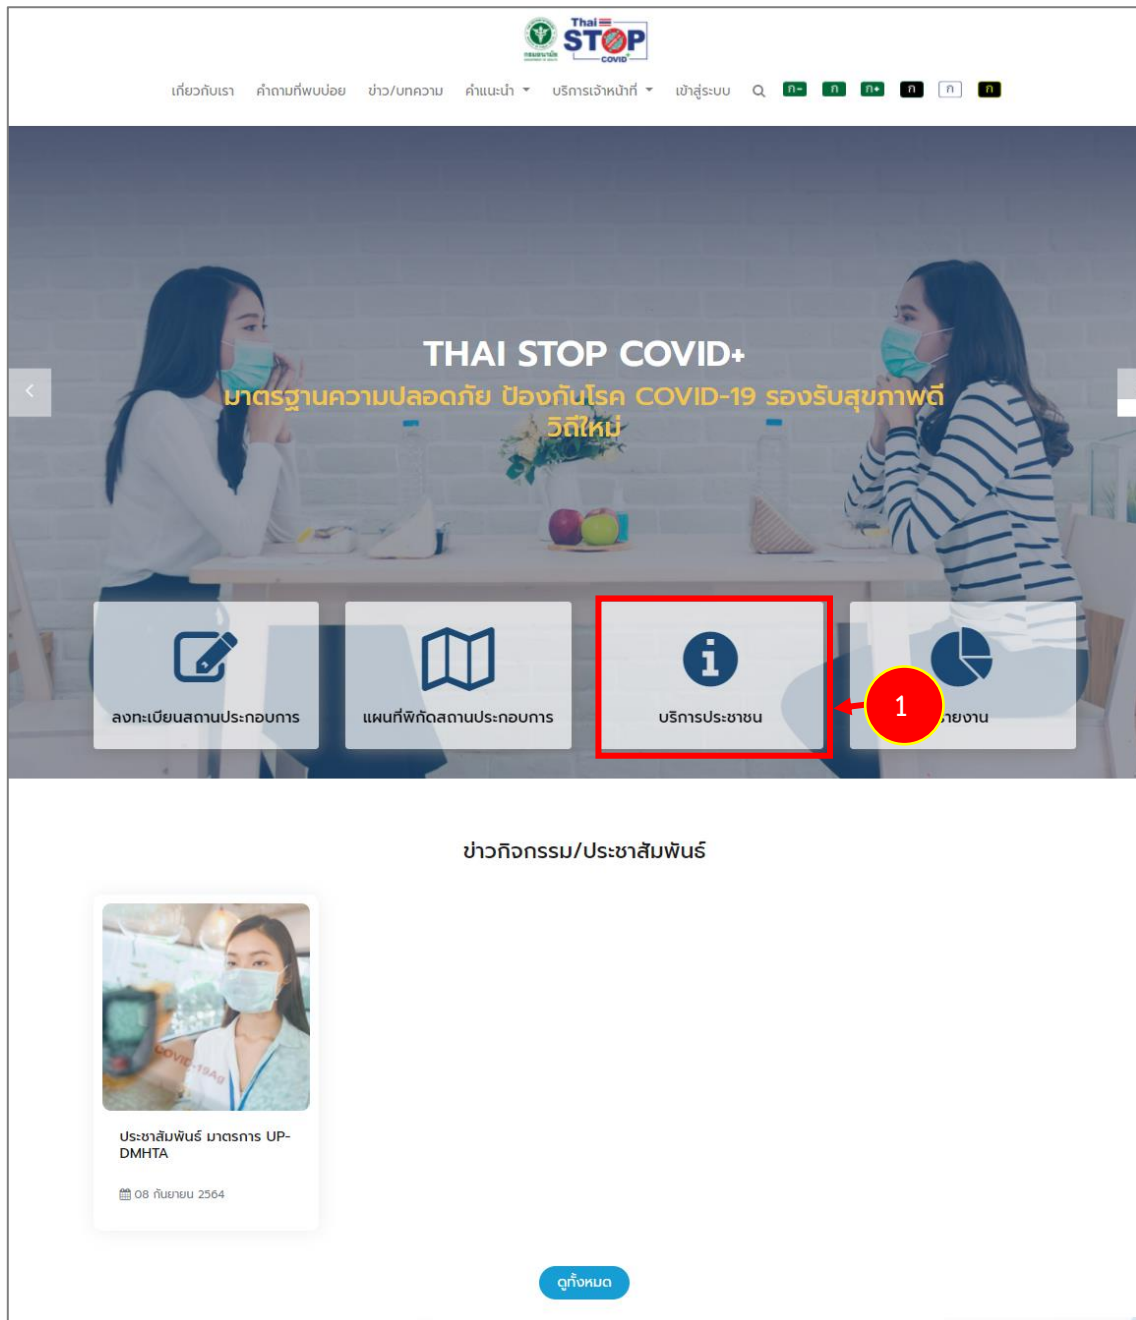 Thai
STOP
COVID
กรมอนามัย
เกี่ยวกับเรา คำถามที่พบบ่อย ข่าว/บทความ คำแนะนำ บริการเจ้าหน้าที่ เข้าสู่ระบบ ก- ก ก+ ก ก ก
THAI STOP COVID+
มาตรฐานความปลอดภัย ป้องกันโรค COVID-19 รองรับสุขภาพดี
วิถีใหม่
ลงทะเบียนสถานประกอบการ แผนที่พิกัดสถานประกอบการ บริการประชาชน 1 รายงาน
ข่าวกิจกรรม/ประชาสัมพันธ์
COVID-19Ag
ประชาสัมพันธ์ มาตรการ UP-
DMHTA
08 กันยายน 2564
ดูทั้งหมด